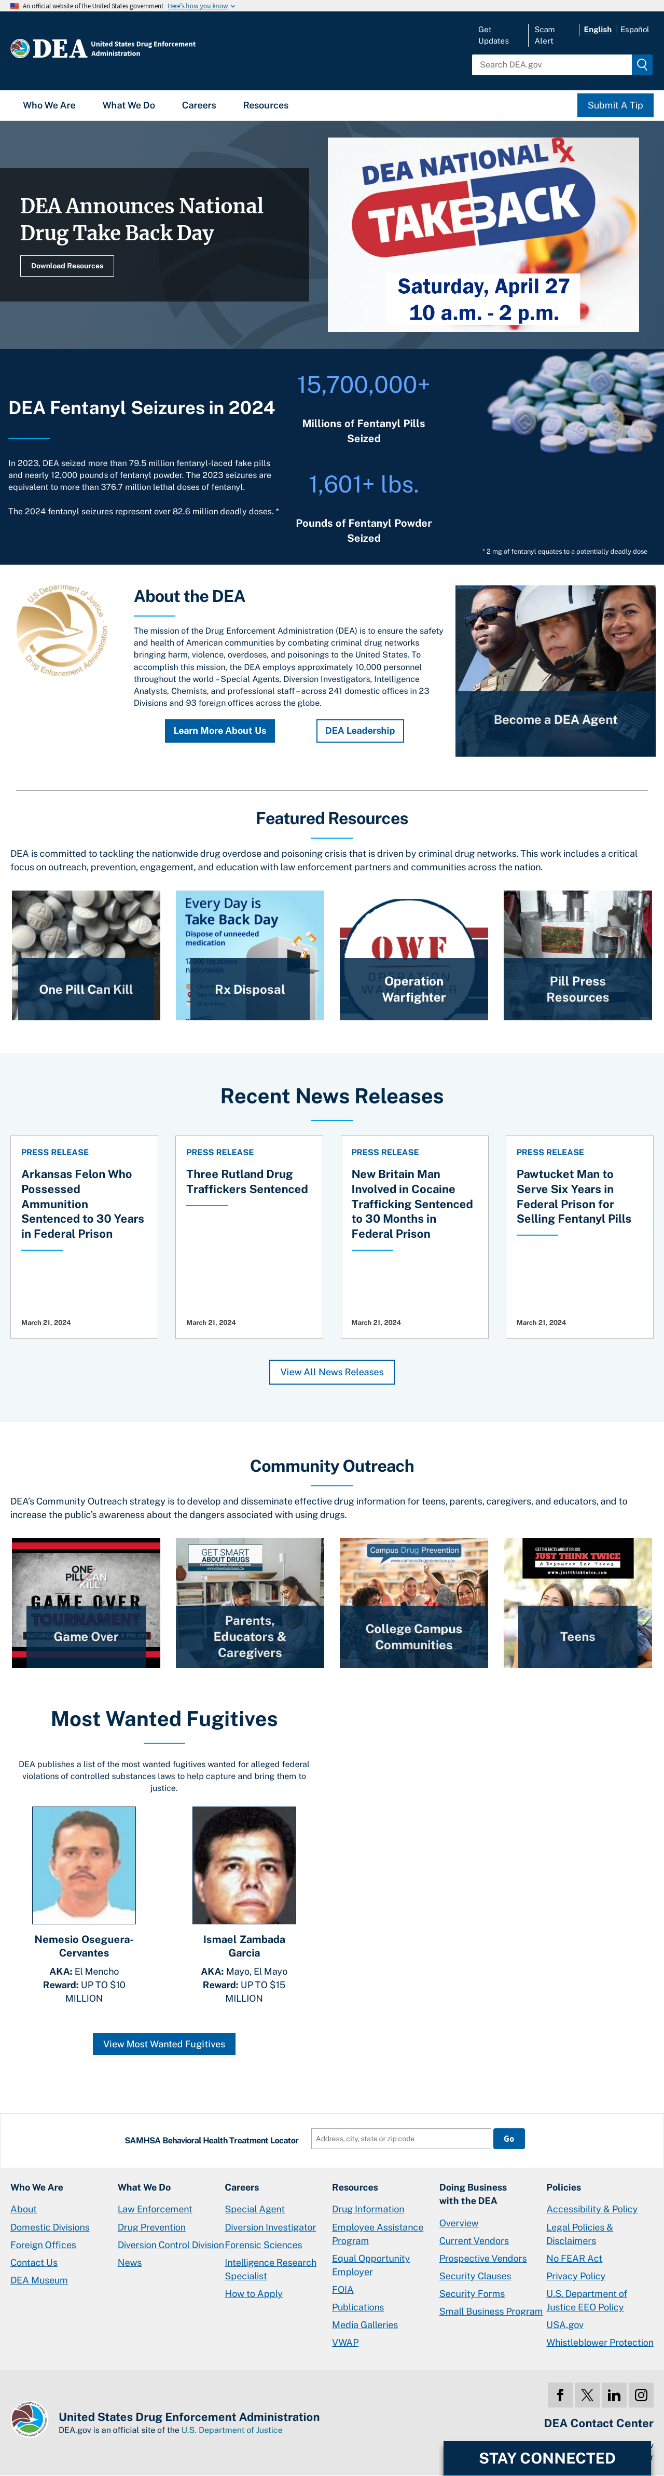 An official website of the United States government Here's how you know
DEA United States Drug Enforcement
Administration
Get
Updates
Scam
Alert
English
Español
Search DEA.gov
Who We Are
What We Do
Careers
Resources
Submit A Tip
DEA Announces National
Drug Take Back Day
Download Resources
DEA NATIONAL Rx
TAKEBACK
Saturday, April 27
10 a.m. - 2 p.m.
DEA Fentanyl Seizures in 2024
In 2023, DEA seized more than 79.5 million fentanyl-laced fake pills
and nearly 12,000 pounds of fentanyl powder. The 2023 seizures are
equivalent to more than 376.7 million lethal doses of fentanyl.
The 2024 fentanyl seizures represent over 82.6 million deadly doses. *
15,700,000+
Millions of Fentanyl Pills
Seized
1,601+ lbs.
Pounds of Fentanyl Powder
Seized
* 2 mg of fentanyl equates to a potentially deadly dose
U.S. Department of Justice
Drug Enforcement Administration
About the DEA
The mission of the Drug Enforcement Administration (DEA) is to ensure the safety
and health of American communities by combating criminal drug networks
bringing harm, violence, overdoses, and poisonings to the United States. To
accomplish this mission, the DEA employs approximately 10,000 personnel
throughout the world – Special Agents, Diversion Investigators, Intelligence
Analysts, Chemists, and professional staff – across 241 domestic offices in 23
Divisions and 93 foreign offices across the globe.
Learn More About Us
DEA Leadership
Become a DEA Agent
Featured Resources
DEA is committed to tackling the nationwide drug overdose and poisoning crisis that is driven by criminal drug networks. This work includes a critical
focus on outreach, prevention, engagement, and education with law enforcement partners and communities across the nation.
One Pill Can Kill
Every Day is
Take Back Day
Dispose of unneeded
medication
nationwide
Rx Disposal
OWF
Operation
Warfighter
Pill Press
Resources
Recent News Releases
PRESS RELEASE
Arkansas Felon Who
Possessed
Ammunition
Sentenced to 30 Years
in Federal Prison
March 21, 2024
PRESS RELEASE
Three Rutland Drug
Traffickers Sentenced
March 21, 2024
PRESS RELEASE
New Britain Man
Involved in Cocaine
Trafficking Sentenced
to 30 Months in
Federal Prison
March 21, 2024
PRESS RELEASE
Pawtucket Man to
Serve Six Years in
Federal Prison for
Selling Fentanyl Pills
March 21, 2024
View All News Releases
Community Outreach
DEA's Community Outreach strategy is to develop and disseminate effective drug information for teens, parents, caregivers, and educators, and to
increase the public's awareness about the dangers associated with using drugs.
ONE
PILL CAN
KILL
GAME OVER
TOURNAMENT
Game Over
GET SMART
ABOUT DRUGS
Parents,
Educators &
Caregivers
Campus Drug Prevention
www.campusdrugprevention.gov
College Campus
Communities
GET THE FACTS ABOUT DRUGS
JUST THINK TWICE
A Resource for Teens
www.justthinktwice.com
Teens
Most Wanted Fugitives
DEA publishes a list of the most wanted fugitives wanted for alleged federal
violations of controlled substances laws to help capture and bring them to
justice.
Nemesio Oseguera-
Cervantes
AKA: El Mencho
Reward: UP TO $10
MILLION
Ismael Zambada
Garcia
AKA: Mayo, El Mayo
Reward: UP TO $15
MILLION
View Most Wanted Fugitives
SAMHSA Behavioral Health Treatment Locator
Address, city, state or zip code
Go
Who We Are
About
Domestic Divisions
Foreign Offices
Contact Us
DEA Museum
What We Do
Law Enforcement
Drug Prevention
Diversion Control Division
News
Careers
Special Agent
Diversion Investigator
Forensic Sciences
Intelligence Research
Specialist
How to Apply
Resources
Drug Information
Employee Assistance
Program
Equal Opportunity
Employer
FOIA
Publications
Media Galleries
VWAP
Doing Business
with the DEA
Overview
Current Vendors
Prospective Vendors
Security Clauses
Security Forms
Small Business Program
Policies
Accessibility & Policy
Legal Policies &
Disclaimers
No FEAR Act
Privacy Policy
U.S. Department of
Justice EEO Policy
USA.gov
Whistleblower Protection
United States Drug Enforcement Administration
DEA.gov is an official site of the U.S. Department of Justice
DEA Contact Center
STAY CONNECTED